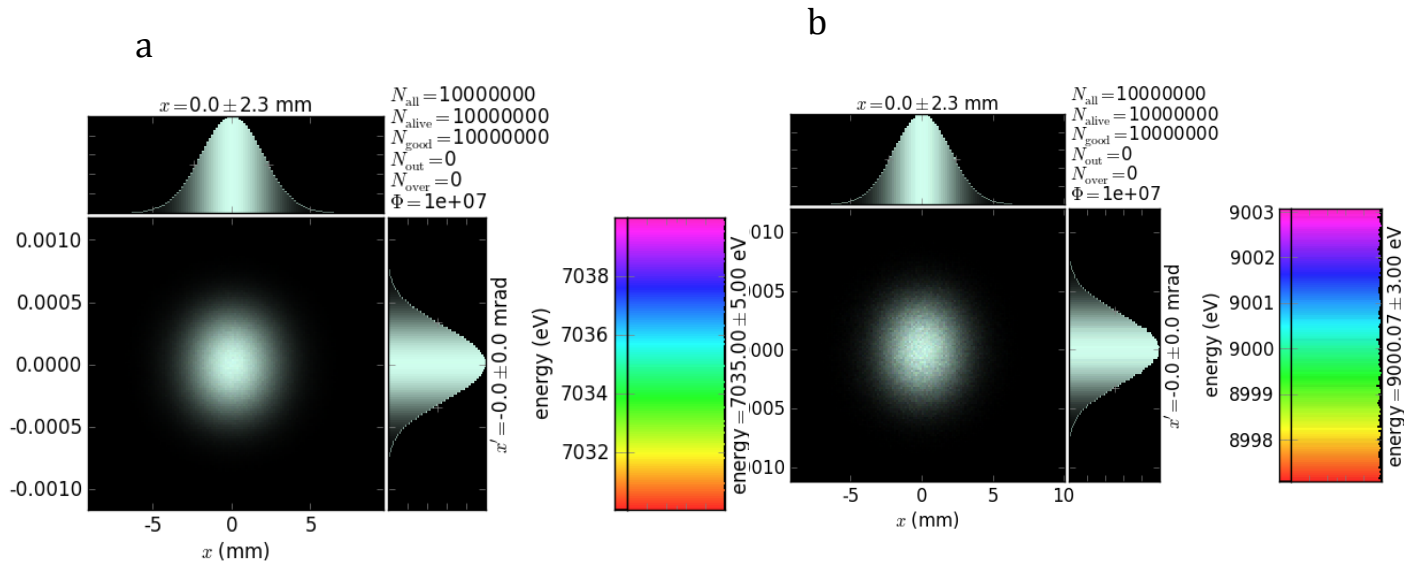 a
x = 0.0 ± 2.3 mm
N_all = 10000000
N_alive = 10000000
N_good = 10000000
N_out = 0
N_over = 0
Φ = 1e+07
0.0010
0.0005
0.0000
-0.0005
-0.0010
-5
0
5
x (mm)
x′ = -0.0 ± 0.0 mrad
energy (eV)
7038
7036
7034
7032
energy = 7035.00 ± 5.00 eV
b
x = 0.0 ± 2.3 mm
N_all = 10000000
N_alive = 10000000
N_good = 10000000
N_out = 0
N_over = 0
Φ = 1e+07
010
005
000
005
010
-5
0
5
10
x (mm)
x′ = -0.0 ± 0.0 mrad
energy (eV)
9003
9002
9001
9000
8999
8998
energy = 9000.07 ± 3.00 eV